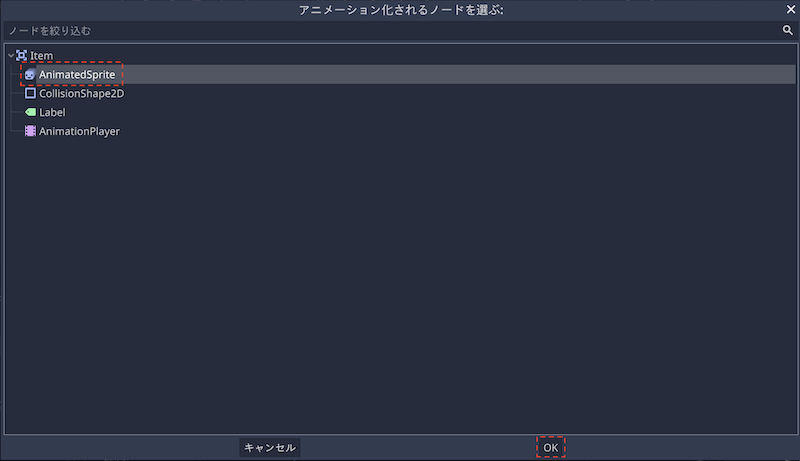 アニメーション化されるノードを選ぶ:
ノードを絞り込む
Item
AnimatedSprite
CollisionShape2D
Label
AnimationPlayer
キャンセル
OK